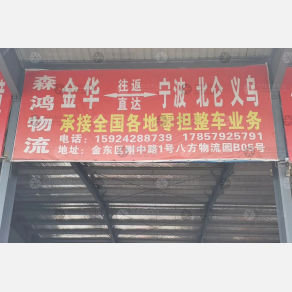 森鸿物流
金华 往返直达 宁波 北仑 义乌
承接全国各地零担整车业务
电话：15924288739 17857925791
地址：金东区浙中路1号八方物流园B05号